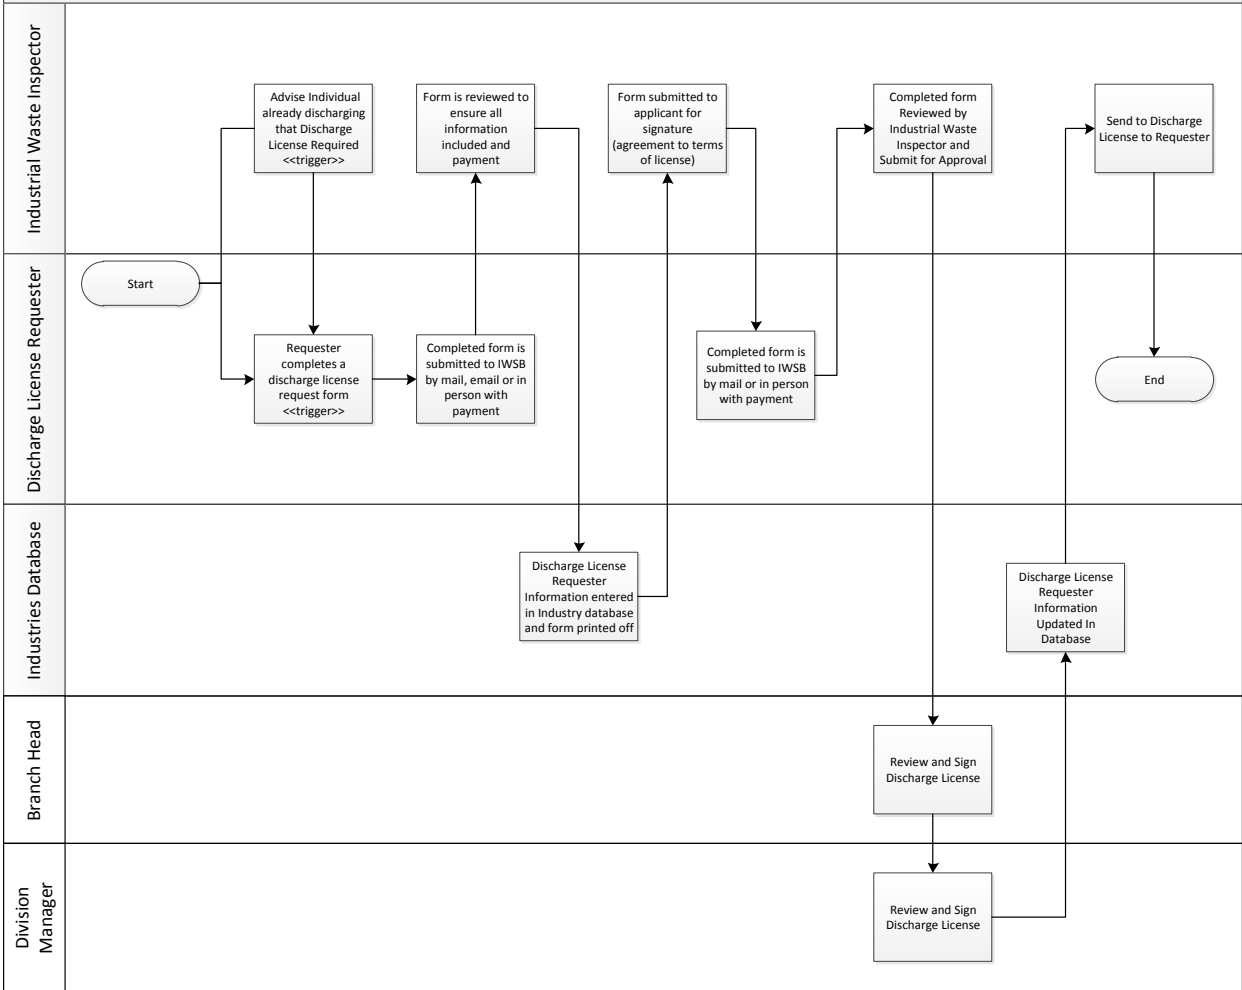 Industrial Waste Inspector
Advise Individual
already discharging
that Discharge
License Required
<<trigger>>
Form is reviewed to
ensure all
information
included and
payment
Form submitted to
applicant for
signature
(agreement to terms
of license)
Completed form
Reviewed by
Industrial Waste
Inspector and
Submit for Approval
Send to Discharge
License to Requester
Discharge License Requester
Start
Requester
completes a
discharge license
request form
<<trigger>>
Completed form is
submitted to IWSB
by mail, email or in
person with
payment
Completed form is
submitted to IWSB
by mail or in person
with payment
End
Industries Database
Discharge License
Requester
Information entered
in Industry database
and form printed off
Discharge License
Requester
Information
Updated In
Database
Branch Head
Review and Sign
Discharge License
Division
Manager
Review and Sign
Discharge License